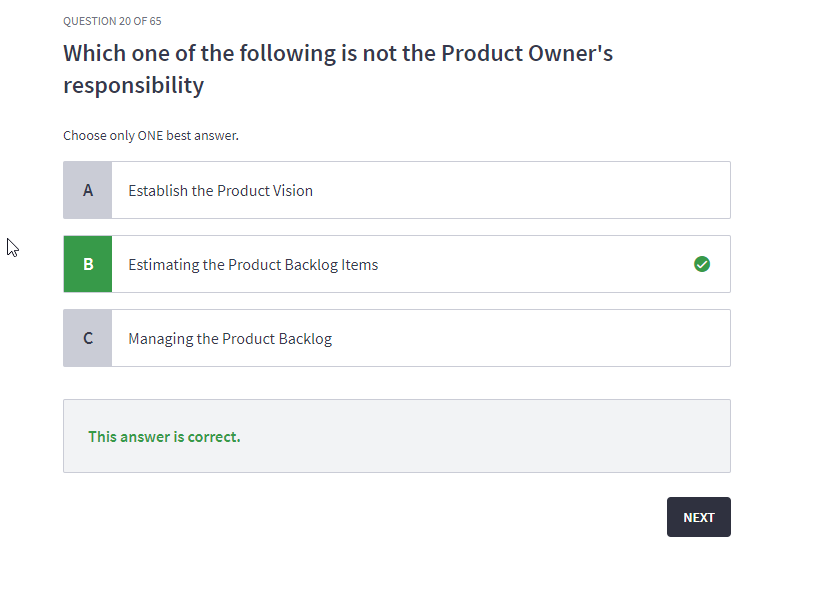 QUESTION 20 OF 65
Which one of the following is not the Product Owner's
responsibility
Choose only ONE best answer.
A
Establish the Product Vision
B
Estimating the Product Backlog Items
C
Managing the Product Backlog
This answer is correct.
NEXT